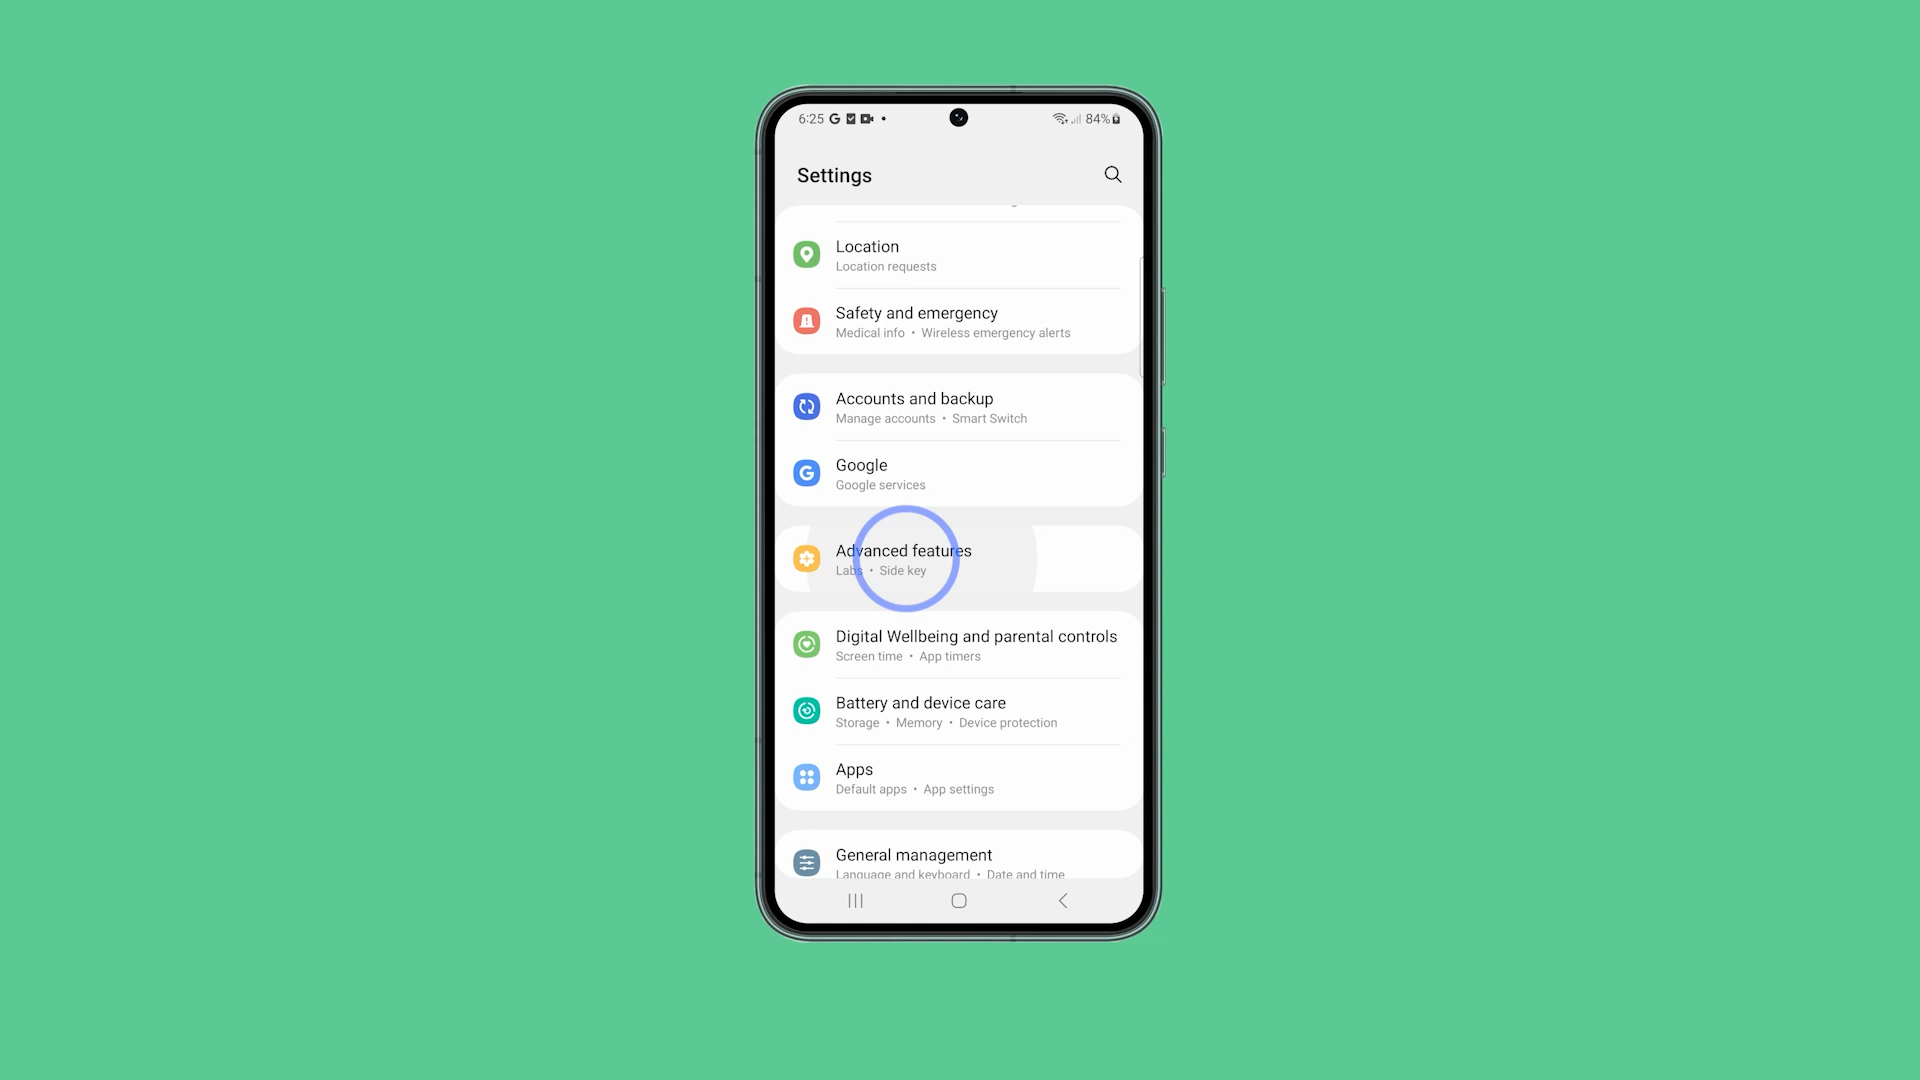 6:25 84%
Settings
Location
Location requests
Safety and emergency
Medical info • Wireless emergency alerts
Accounts and backup
Manage accounts • Smart Switch
Google
Google services
Advanced features
Labs • Side key
Digital Wellbeing and parental controls
Screen time • App timers
Battery and device care
Storage • Memory • Device protection
Apps
Default apps • App settings
General management
Language and keyboard • Date and time